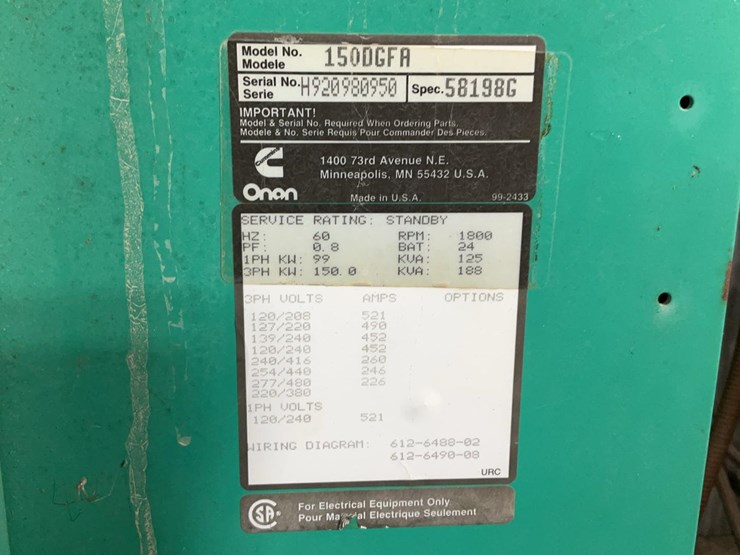 Model No. 150DGFA
Modele
Serial No. H920980950 Spec. 58198G
Serie
IMPORTANT!
Model & Serial No. Required When Ordering Parts.
Modele & No. Serie Requis Pour Commander Des Pieces.
1400 73rd Avenue N.E.
Minneapolis, MN 55432 U.S.A.
Onan
Made in U.S.A. 99-2433
SERVICE RATING: STANDBY
HZ: 60 RPM: 1800
PF: 0.8 BAT: 24
1PH KW: 99 KVA: 125
3PH KW: 150.0 KVA: 188
3PH VOLTS AMPS OPTIONS
120/208 521
127/220 490
139/240 452
120/240 452
240/416 260
254/440 246
277/480 226
220/380
1PH VOLTS
120/240 521
WIRING DIAGRAM: 612-6488-02
612-6490-08
URC
SA
For Electrical Equipment Only
Pour Electrique Seulement